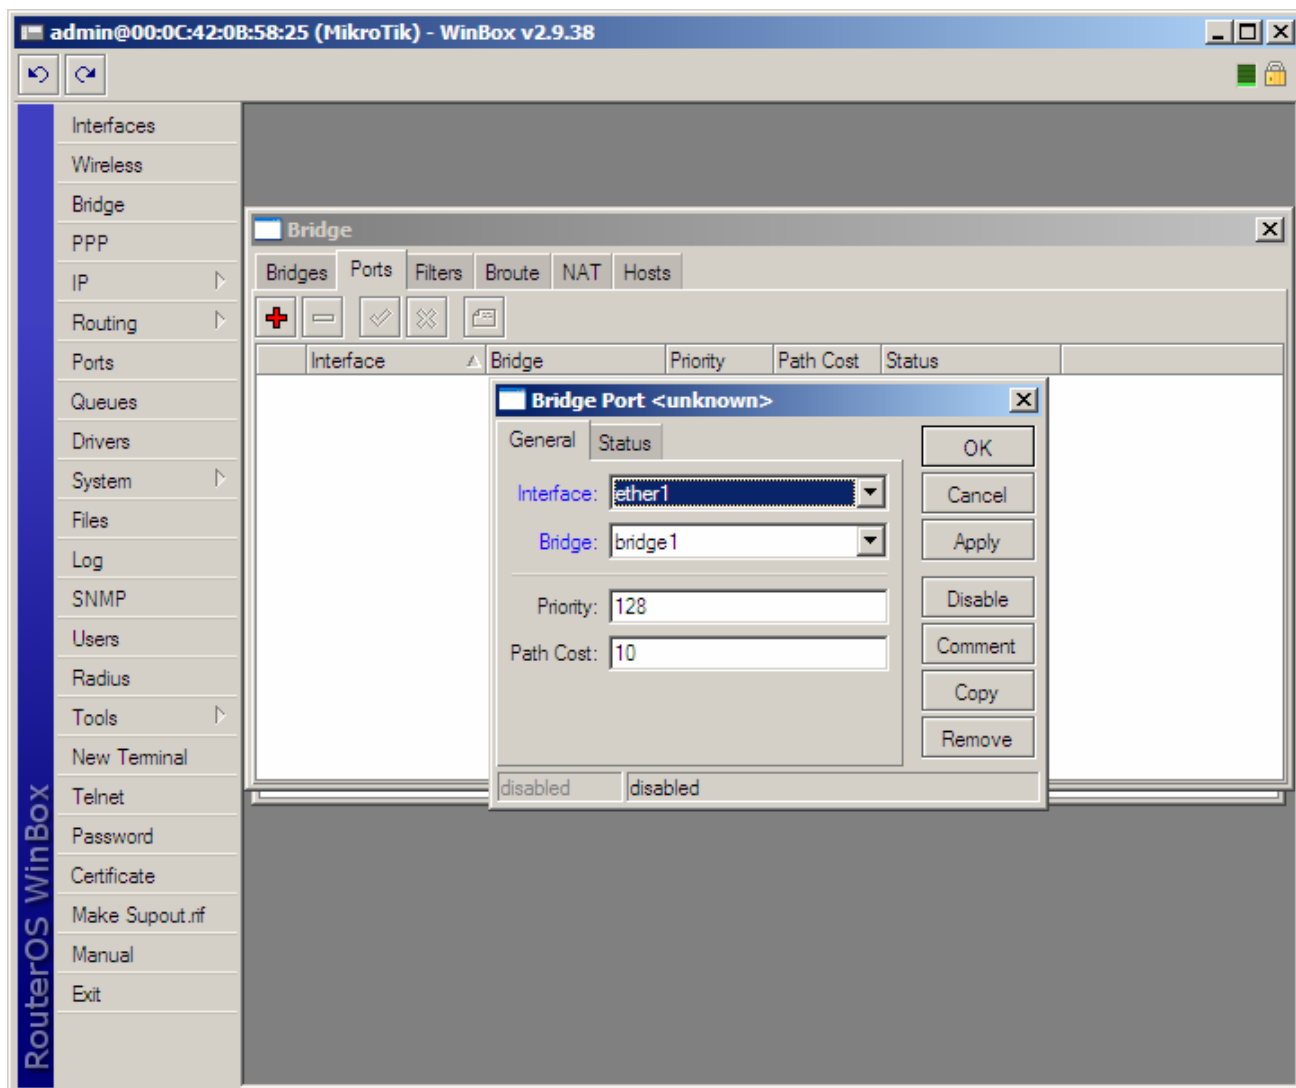 admin@00:0C:42:0B:58:25 (MikroTik) - WinBox v2.9.38
Interfaces
Wireless
Bridge
PPP
IP
Routing
Ports
Queues
Drivers
System
Files
Log
SNMP
Users
Radius
Tools
New Terminal
Telnet
Password
Certificate
Make Supout.rif
Manual
Exit
RouterOS WinBox
Bridge
Bridges Ports Filters Broute NAT Hosts
Interface Bridge Priority Path Cost Status
Bridge Port <unknown>
General Status
Interface: ether1
Bridge: bridge1
Priority: 128
Path Cost: 10
OK
Cancel
Apply
Disable
Comment
Copy
Remove
disabled disabled